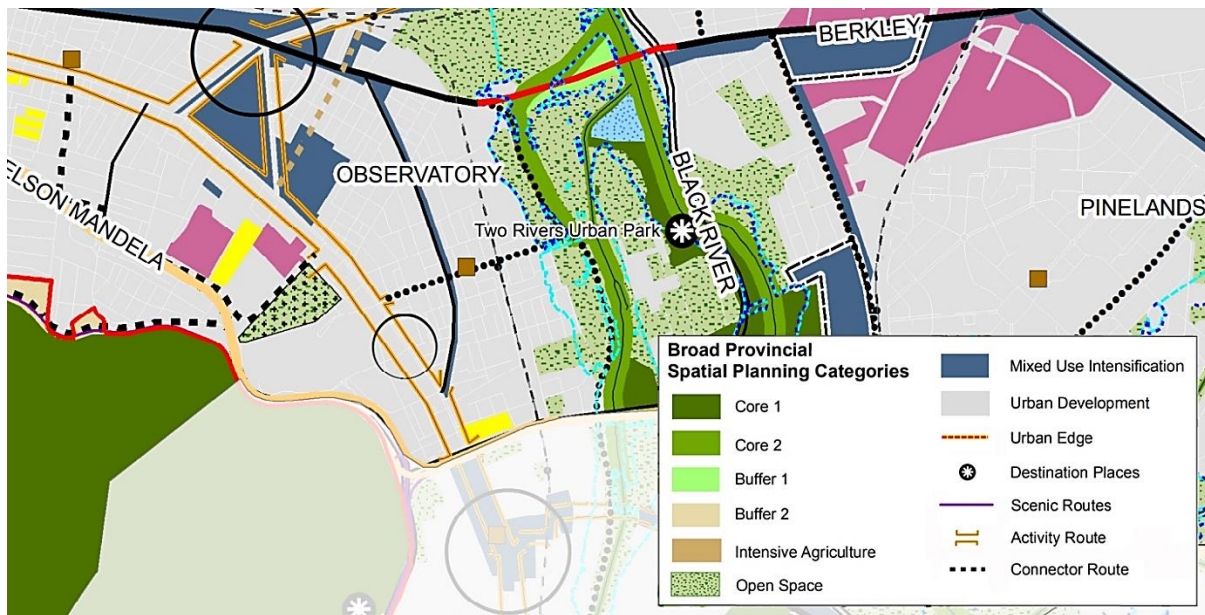 BERKLEY
OBSERVATORY
ELSON MANDELA
BLACK RIVER
PINELANDS
Two Rivers Urban Park
Broad Provincial
Spatial Planning Categories
Core 1
Core 2
Buffer 1
Buffer 2
Intensive Agriculture
Open Space
Mixed Use Intensification
Urban Development
Urban Edge
Destination Places
Scenic Routes
Activity Route
Connector Route